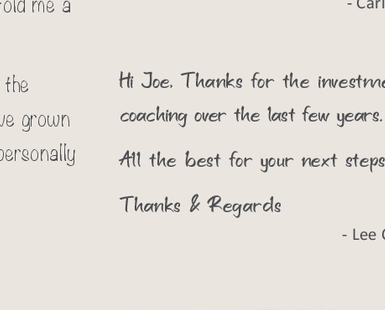 told me a
- Carl
the
ve grown
personally
Hi Joe. Thanks for the investme
coaching over the last few years.
All the best for your next steps
Thanks & Regards
- Lee